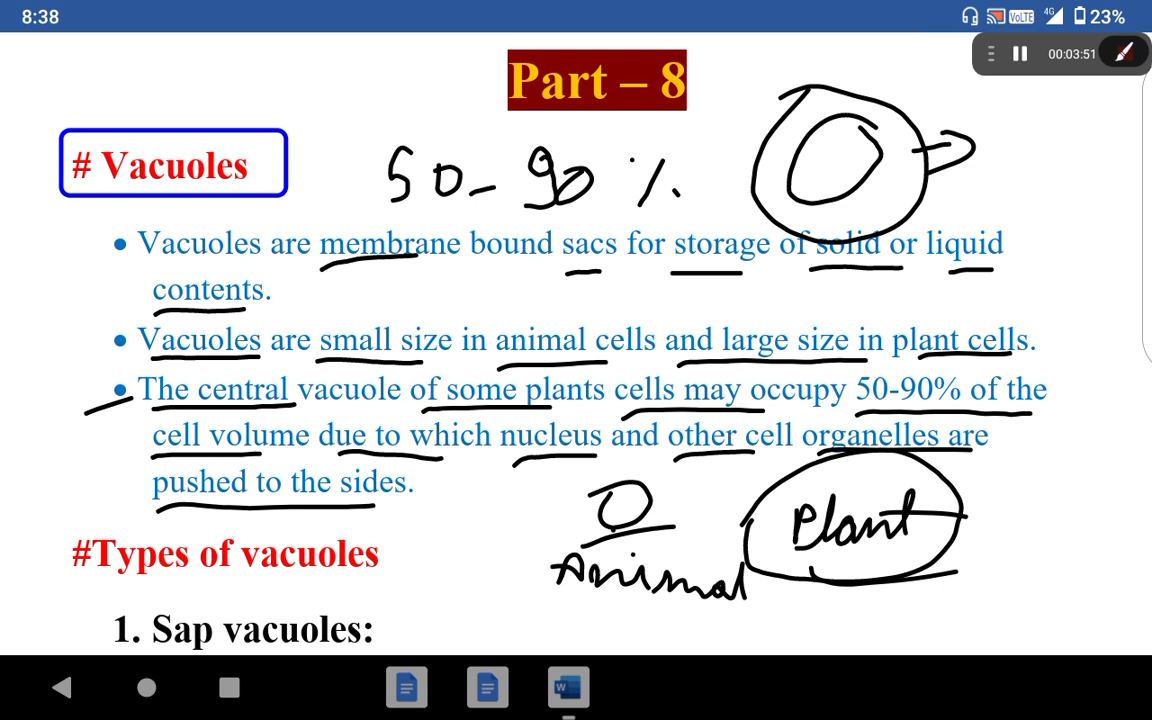 8:38 VoLTE 4G 23%
00:03:51
Part – 8
# Vacuoles
50-90 %
• Vacuoles are membrane bound sacs for storage of solid or liquid
contents.
• Vacuoles are small size in animal cells and large size in plant cells.
• The central vacuole of some plants cells may occupy 50-90% of the
cell volume due to which nucleus and other cell organelles are
pushed to the sides.
Plant
Animal
#Types of vacuoles
1. Sap vacuoles:
W